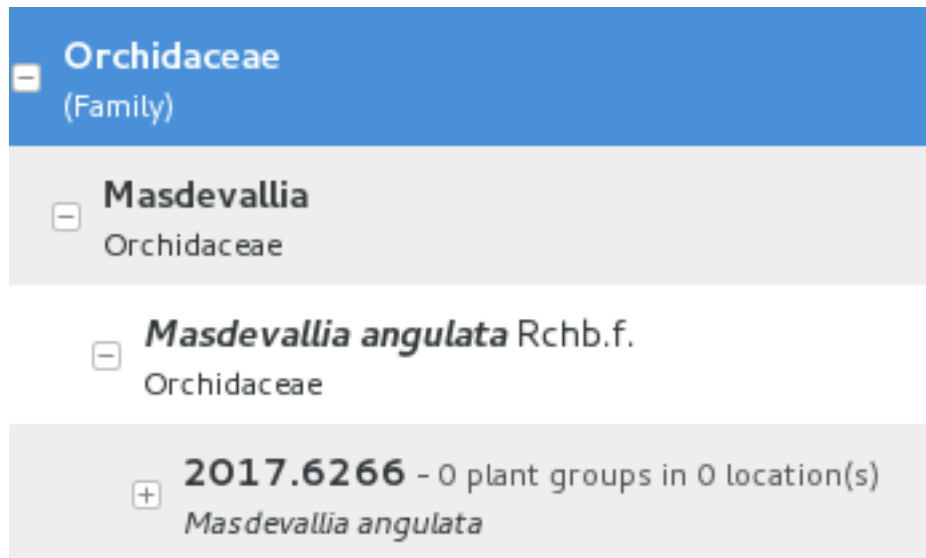 Orchidaceae
(Family)
Masdevallia
Orchidaceae
Masdevallia angulata Rchb.f.
Orchidaceae
2017.6266 - 0 plant groups in 0 location(s)
Masdevallia angulata